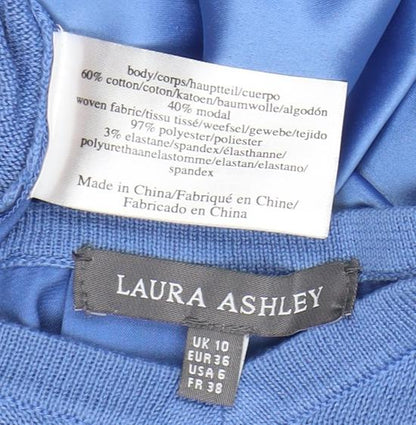 body/corps/hauptteil/cuerpo
60% cotton/coton/katoen/baumwolle/algodón
40% modal
woven fabric/tissu tissé/weefsel/gewebe/tejido
97% polyester/poliester
3% elastane/spandex/élasthanne/
polyurethaanelastomme/elastan/elastano/
spandex
Made in China/Fabriqué en Chine/
Fabricado en China
LAURA ASHLEY
UK 10
EUR 36
USA 6
FR 38